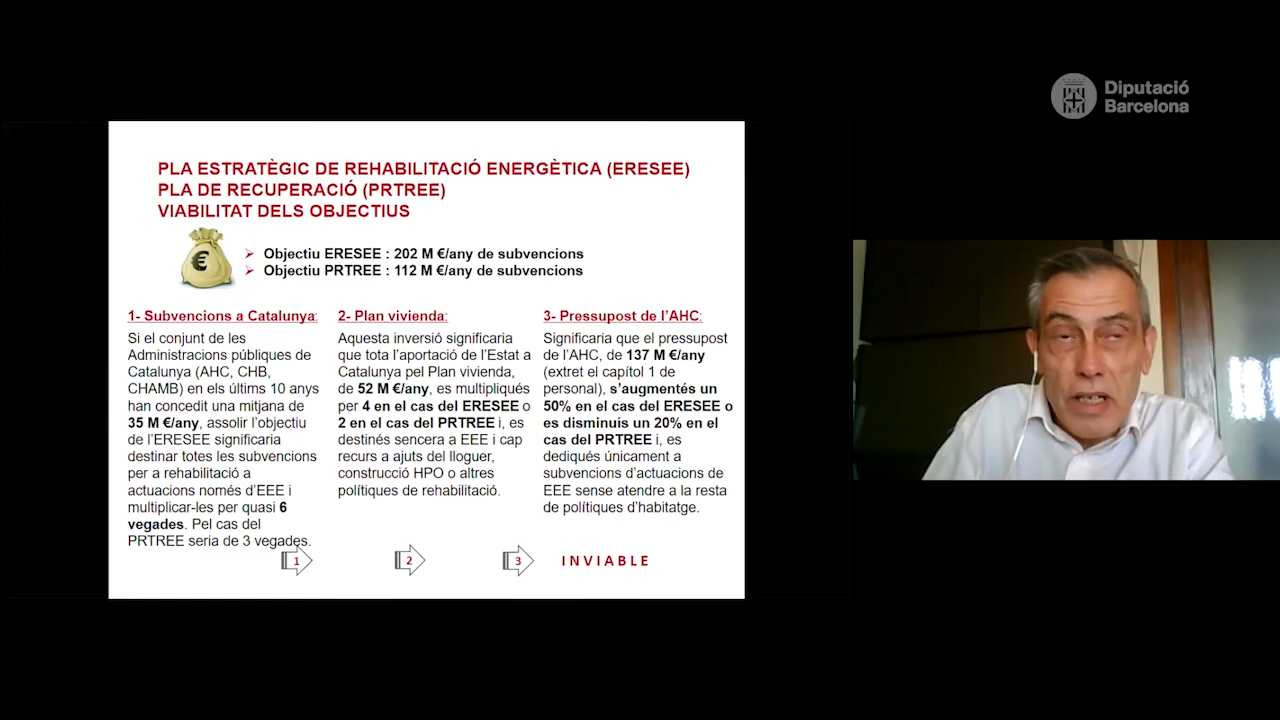 Diputació
Barcelona
PLA ESTRATÈGIC DE REHABILITACIÓ ENERGÈTICA (ERESEE)
PLA DE RECUPERACIÓ (PRTREE)
VIABILITAT DELS OBJECTIUS
€
Objectiu ERESEE : 202 M €/any de subvencions
Objectiu PRTREE : 112 M €/any de subvencions
1- Subvencions a Catalunya:
Si el conjunt de les
Administracions públiques de
Catalunya (AHC, CHB,
CHAMB) en els últims 10 anys
han concedit una mitjana de
35 M €/any, assolir l’objectiu
de l’ERESEE significaria
destinar totes les subvencions
per a rehabilitació a
actuacions només d’EEE i
multiplicar-les per quasi 6
vegades. Pel cas del
PRTREE seria de 3 vegades.
2- Plan vivienda:
Aquesta inversió significaria
que tota l’aportació de l’Estat a
Catalunya pel Plan vivienda,
de 52 M €/any, es multipliqués
per 4 en el cas del ERESEE o
2 en el cas del PRTREE i, es
destinés sencera a EEE i cap
recurs a ajuts del lloguer,
construcció HPO o altres
polítiques de rehabilitació.
3- Pressupost de l’AHC:
Significaria que el pressupost
de l’AHC, de 137 M €/any
(extret el capítol 1 de
personal), s’augmentés un
50% en el cas del ERESEE o
es disminuís un 20% en el
cas del PRTREE i, es
dediqués únicament a
subvencions d’actuacions de
EEE sense atendre a la resta
de polítiques d’habitatge.
1
2
3
INVIABLE